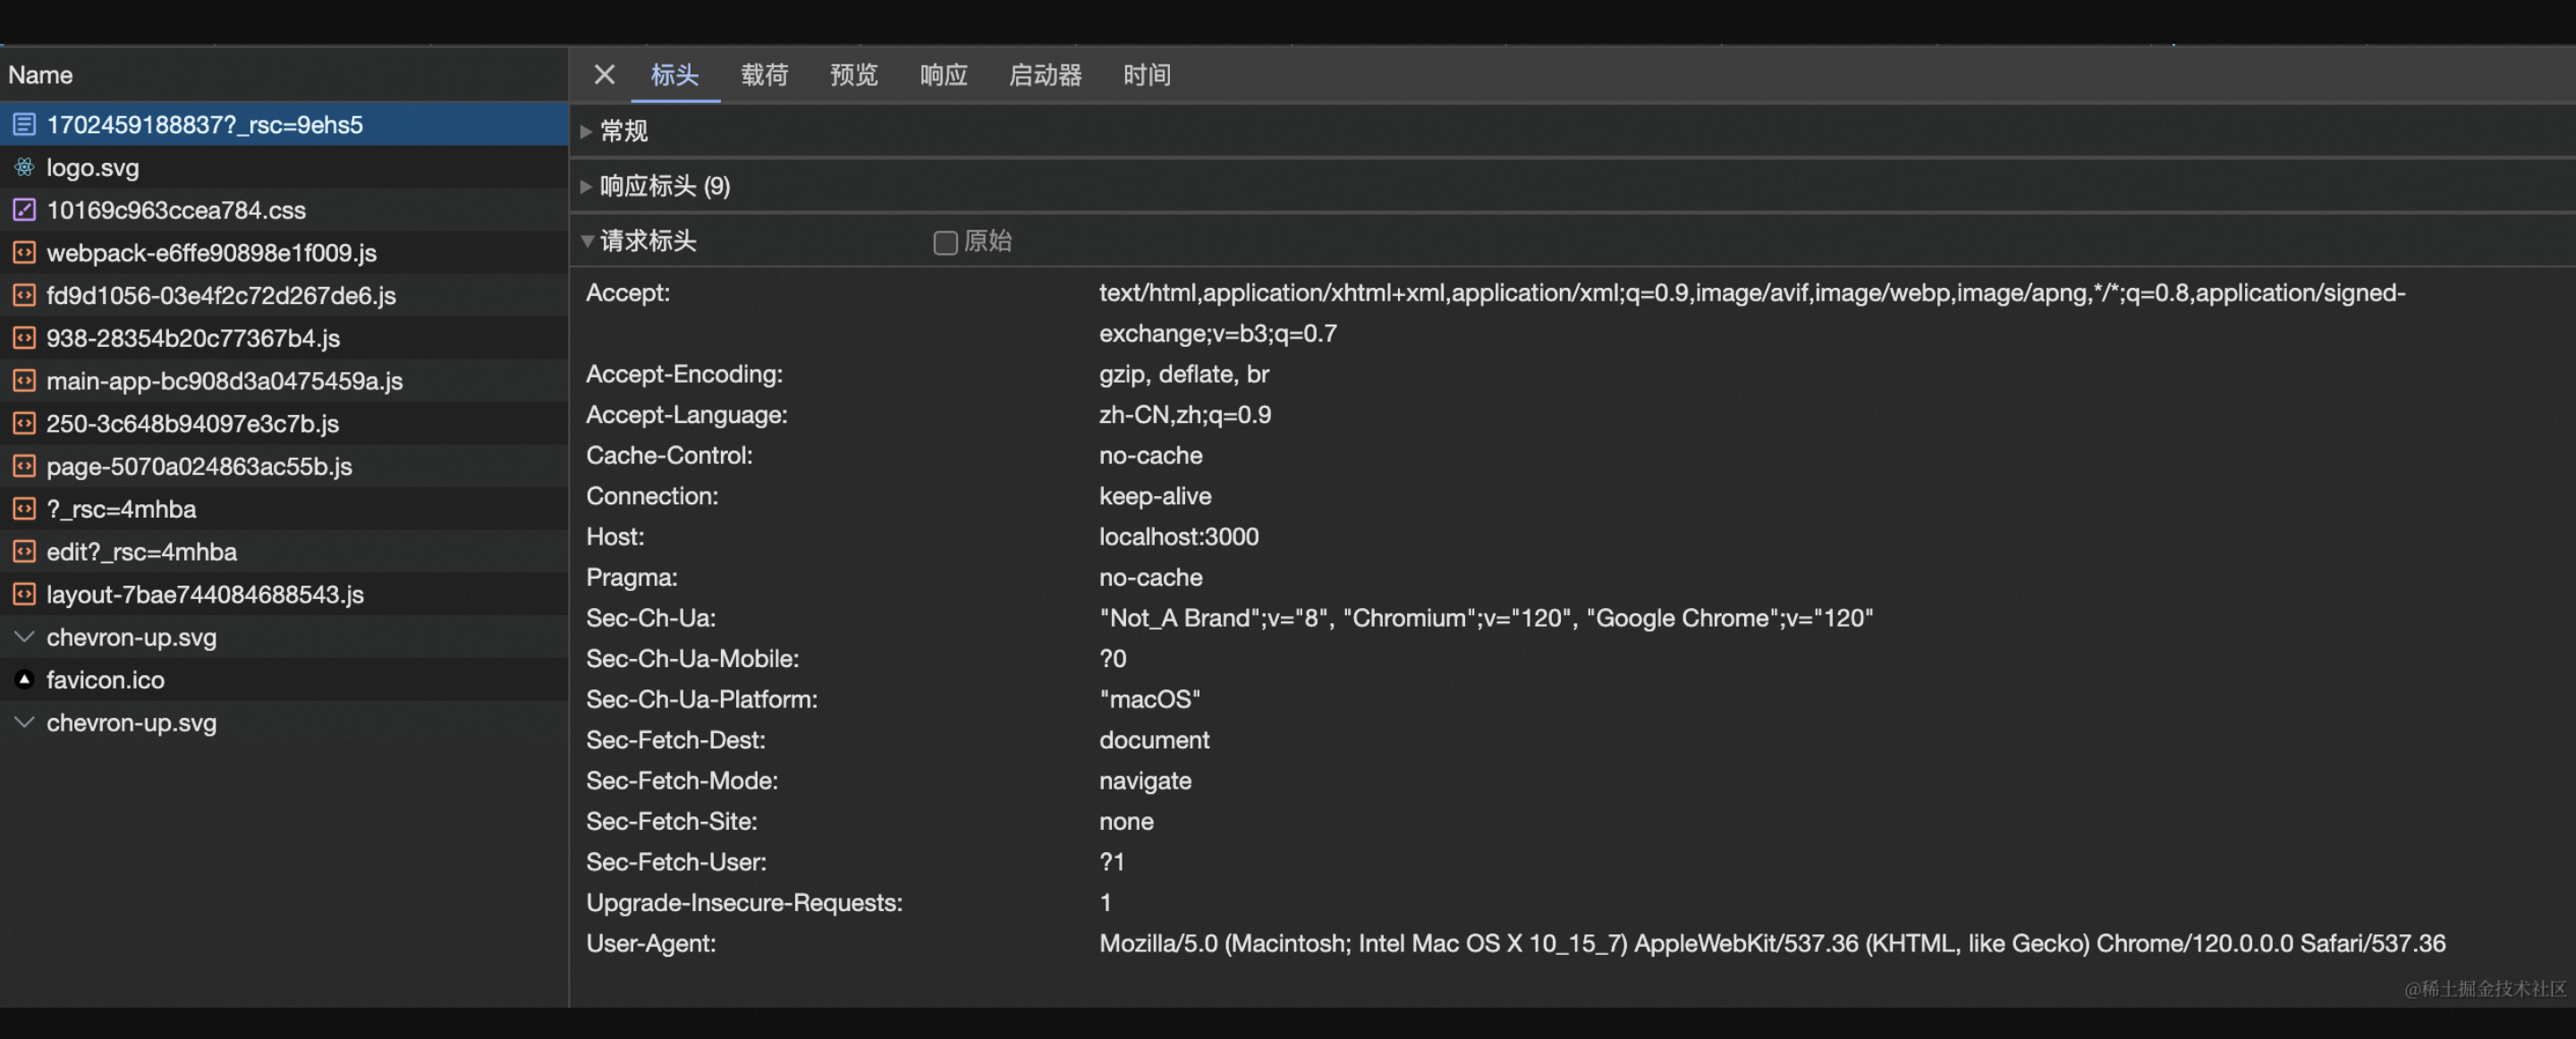 Name
1702459188837?_rsc=9ehs5
logo.svg
10169c963ccea784.css
webpack-e6ffe90898e1f009.js
fd9d1056-03e4f2c72d267de6.js
938-28354b20c77367b4.js
main-app-bc908d3a0475459a.js
250-3c648b94097e3c7b.js
page-5070a024863ac55b.js
?_rsc=4mhba
edit?_rsc=4mhba
layout-7bae744084688543.js
chevron-up.svg
favicon.ico
chevron-up.svg
标头 载荷 预览 响应 启动器 时间
常规
响应标头 (9)
请求标头 原始
Accept: text/html,application/xhtml+xml,application/xml;q=0.9,image/avif,image/webp,image/apng,*/*;q=0.8,application/signed-
exchange;v=b3;q=0.7
Accept-Encoding: gzip, deflate, br
Accept-Language: zh-CN,zh;q=0.9
Cache-Control: no-cache
Connection: keep-alive
Host: localhost:3000
Pragma: no-cache
Sec-Ch-Ua: "Not_A Brand";v="8", "Chromium";v="120", "Google Chrome";v="120"
Sec-Ch-Ua-Mobile: ?0
Sec-Ch-Ua-Platform: "macOS"
Sec-Fetch-Dest: document
Sec-Fetch-Mode: navigate
Sec-Fetch-Site: none
Sec-Fetch-User: ?1
Upgrade-Insecure-Requests: 1
User-Agent: Mozilla/5.0 (Macintosh; Intel Mac OS X 10_15_7) AppleWebKit/537.36 (KHTML, like Gecko) Chrome/120.0.0.0 Safari/537.36
@稀土掘金技术社区